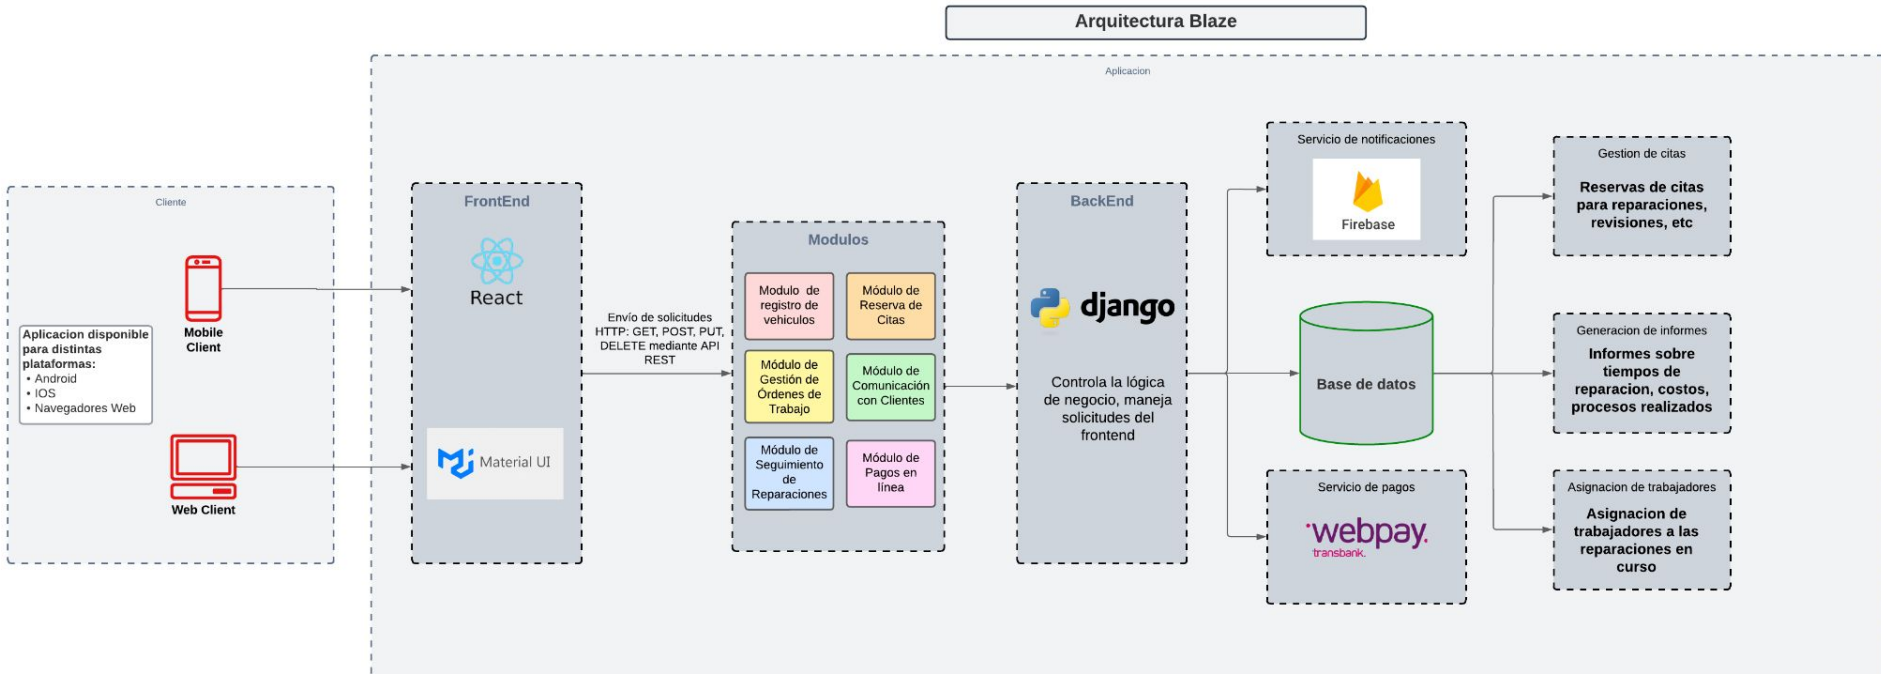 Arquitectura Blaze
Aplicacion
Cliente
Mobile
Client
Aplicacion disponible
para distintas
plataformas:
• Android
• IOS
• Navegadores Web
Web Client
FrontEnd
React
Material UI
Envío de solicitudes
HTTP: GET, POST, PUT,
DELETE mediante API
REST
Modulos
Modulo de
registro de
vehiculos
Módulo de
Reserva de
Citas
Módulo de
Gestión de
Órdenes de
Trabajo
Módulo de
Comunicación
con Clientes
Módulo de
Seguimiento
de
Reparaciones
Módulo de
Pagos en
línea
BackEnd
django
Controla la lógica
de negocio, maneja
solicitudes del
frontend
Servicio de notificaciones
Firebase
Base de datos
Servicio de pagos
webpay.
transbank.
Gestion de citas
Reservas de citas
para reparaciones,
revisiones, etc
Generacion de informes
Informes sobre
tiempos de
reparacion, costos,
procesos realizados
Asignacion de trabajadores
Asignacion de
trabajadores a las
reparaciones en
curso